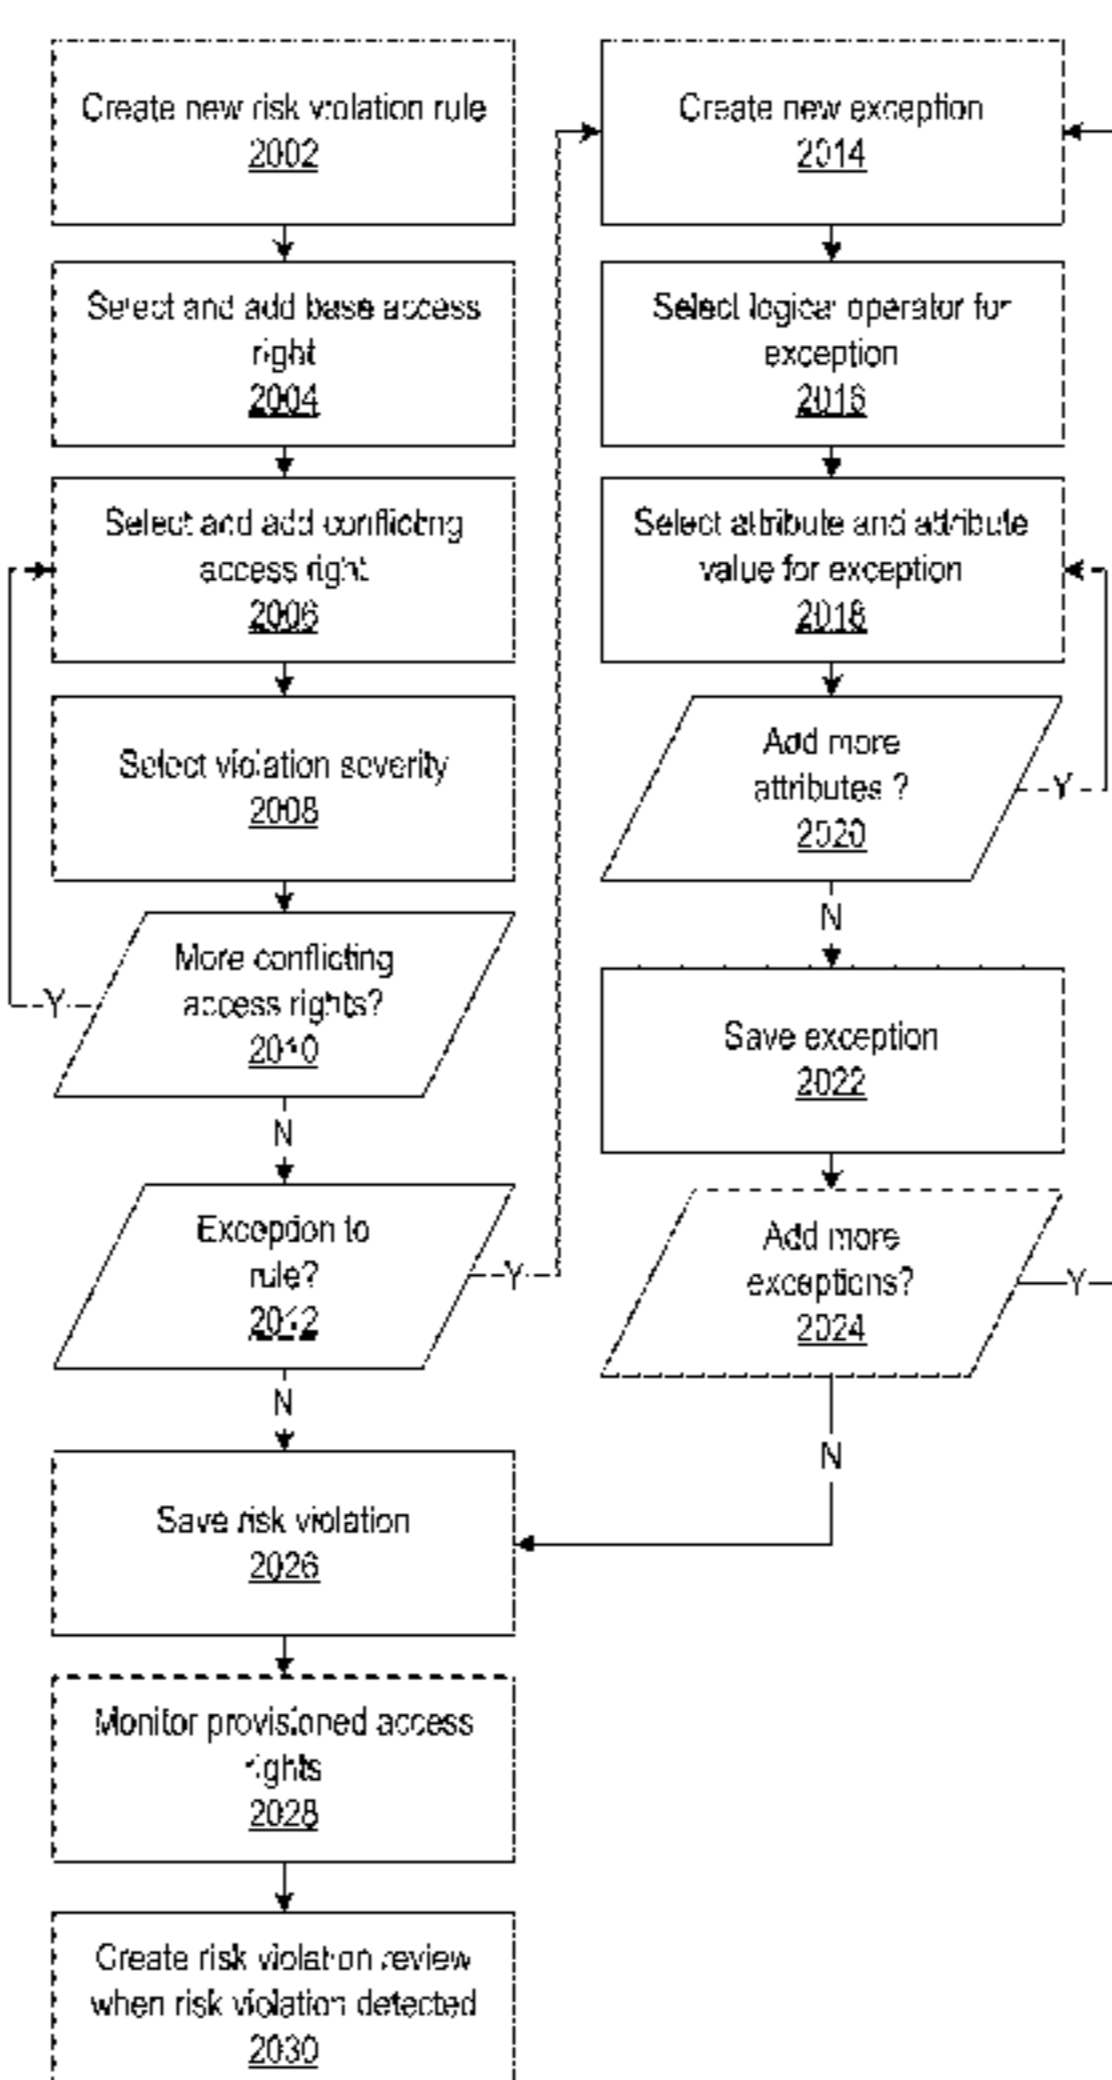 Create new risk violation rule
2002
Select and add base access
right
2004
Select and add conflicting
access right
2006
Select violation severity
2008
More conflicting
access rights?
2010
Y
N
Exception to
rule?
2012
Y
N
Save risk violation
2026
Monitor provisioned access
rights
2028
Create risk violation review
when risk violation detected
2030
Create new exception
2014
Select logical operator for
exception
2016
Select attribute and attribute
value for exception
2018
Add more
attributes ?
2020
Y
N
Save exception
2022
Add more
exceptions?
2024
Y
N